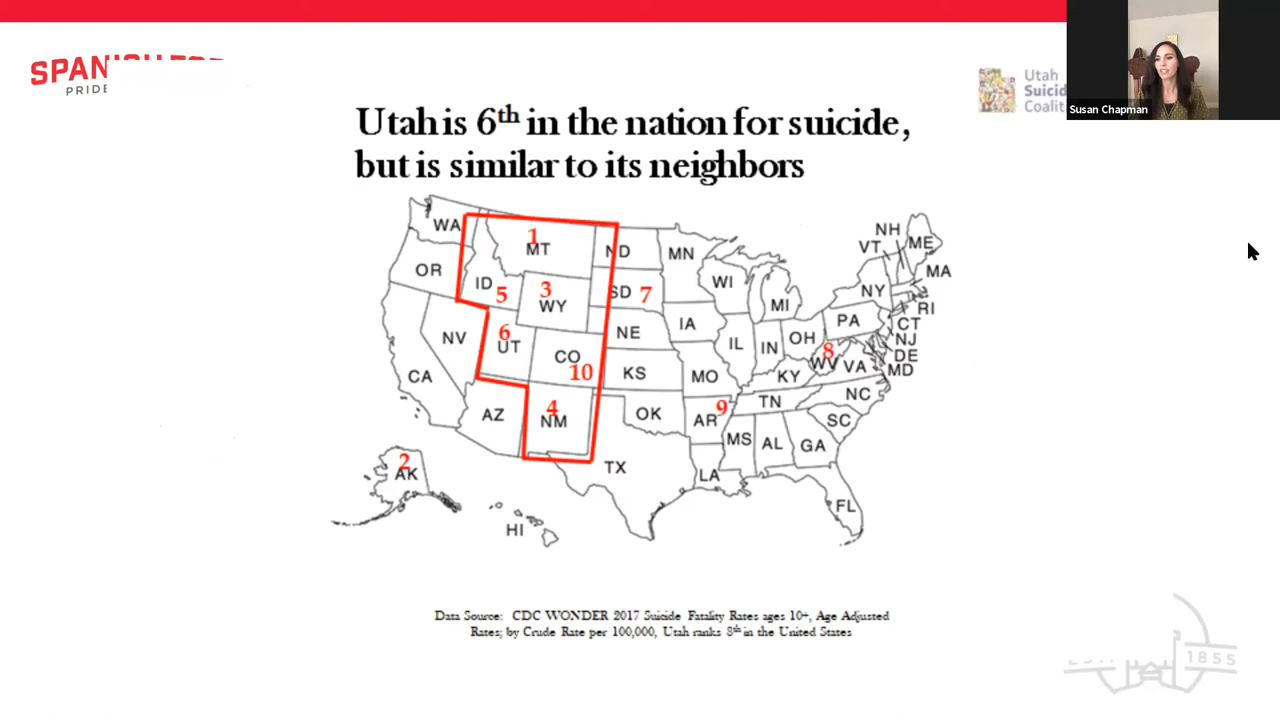 SPAN
PRIDE
Utah
Suicid
Coalit
Susan Chapman
Utah is 6th in the nation for suicide,
but is similar to its neighbors
WA
1
MT
ND
MN
NH
VT
ME
OR
ID
5
3
WY
SD
7
WI
MI
NY
MA
RI
CT
NJ
DE
MD
NV
6
UT
CO
10
NE
IA
IL
IN
OH
PA
8
WV
VA
CA
KS
MO
KY
NC
AZ
4
NM
OK
AR
9
TN
SC
MS
AL
GA
TX
LA
FL
2
AK
HI
Data Source: CDC WONDER 2017 Suicide Fatality Rates ages 10+, Age Adjusted
Rates; by Crude Rate per 100,000, Utah ranks 8th in the United States
1855